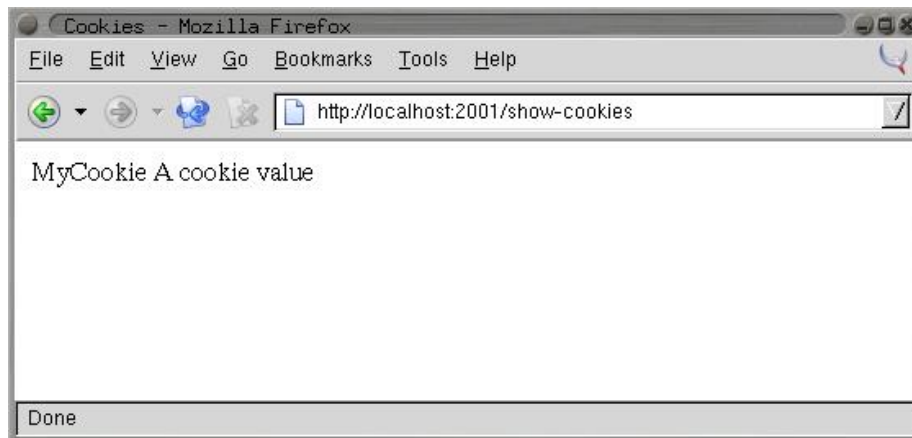 Cookies - Mozilla Firefox
File Edit View Go Bookmarks Tools Help
http://localhost:2001/show-cookies
MyCookie A cookie value
Done